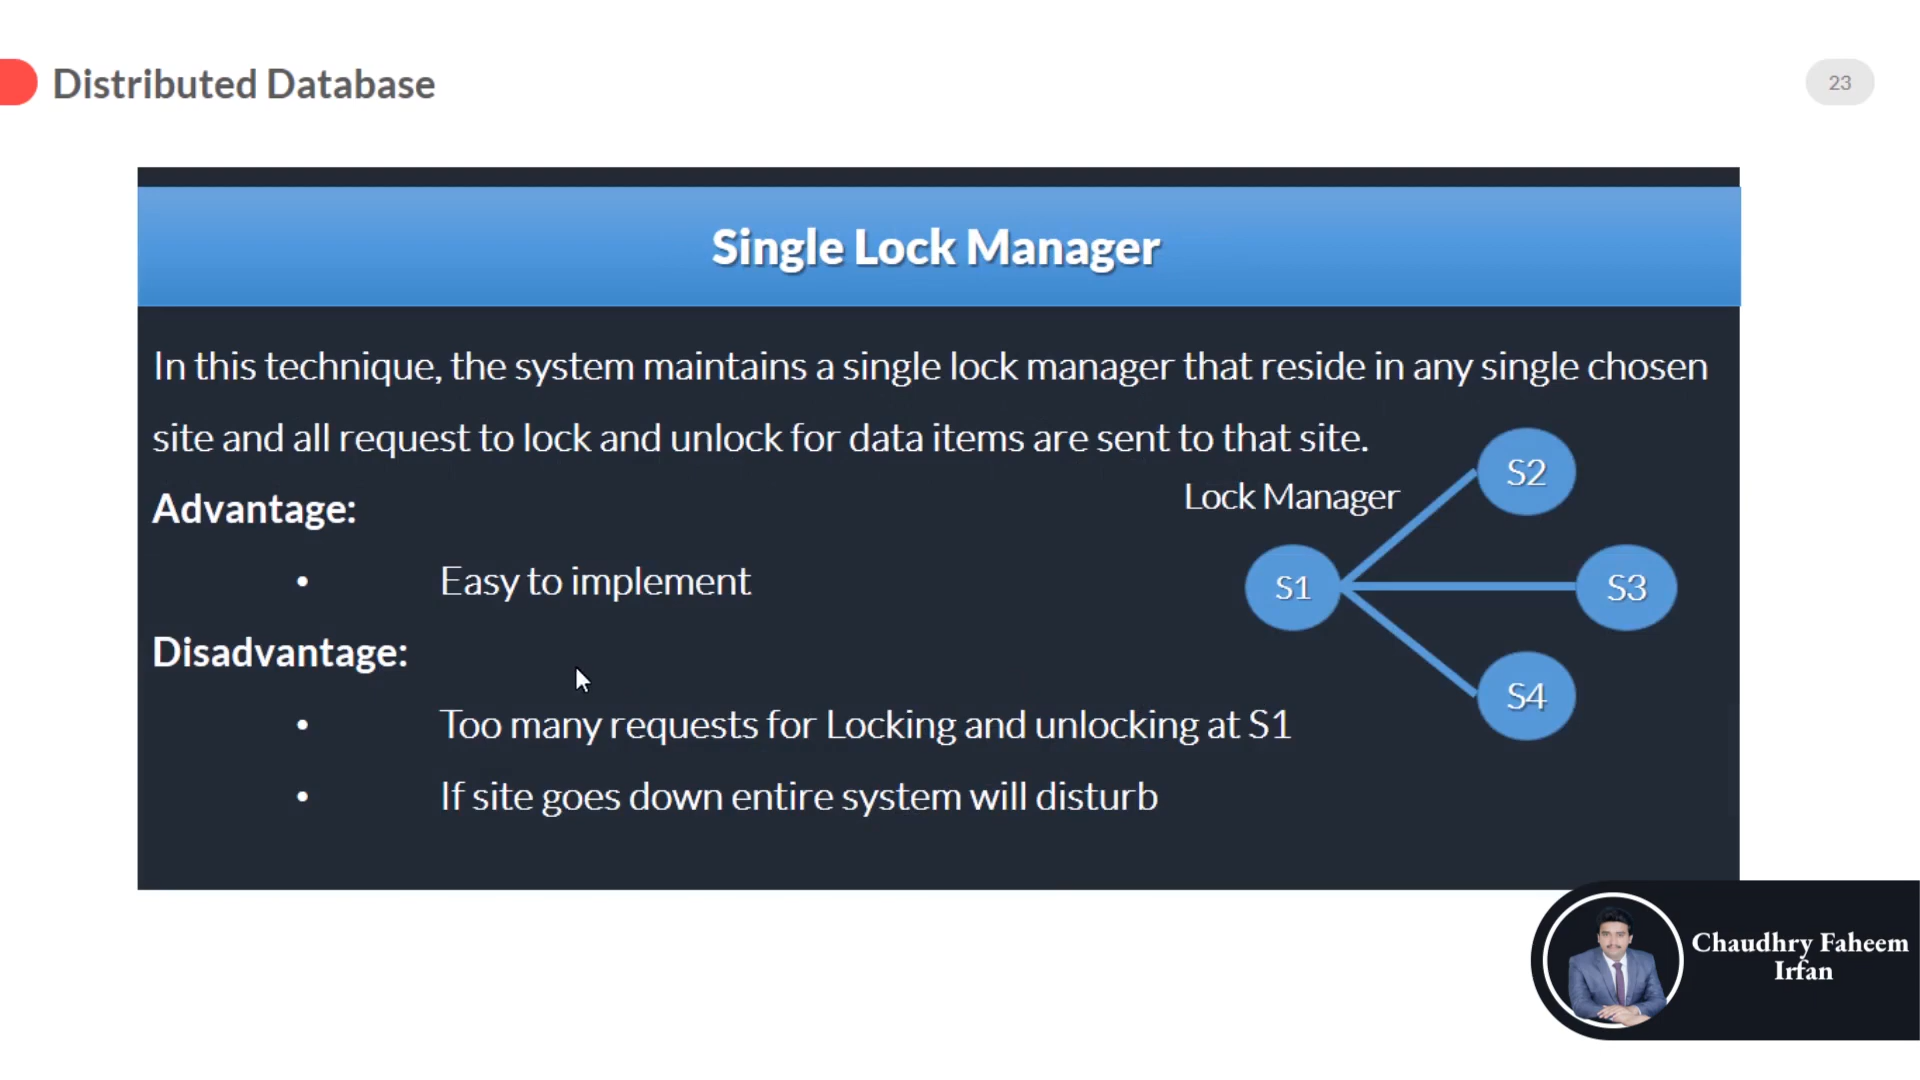 Distributed Database
23
Single Lock Manager
In this technique, the system maintains a single lock manager that reside in any single chosen
site and all request to lock and unlock for data items are sent to that site.
Advantage:
• Easy to implement
Disadvantage:
• Too many requests for Locking and unlocking at S1
• If site goes down entire system will disturb
Lock Manager
S1
S2
S3
S4
Chaudhry Faheem
Irfan